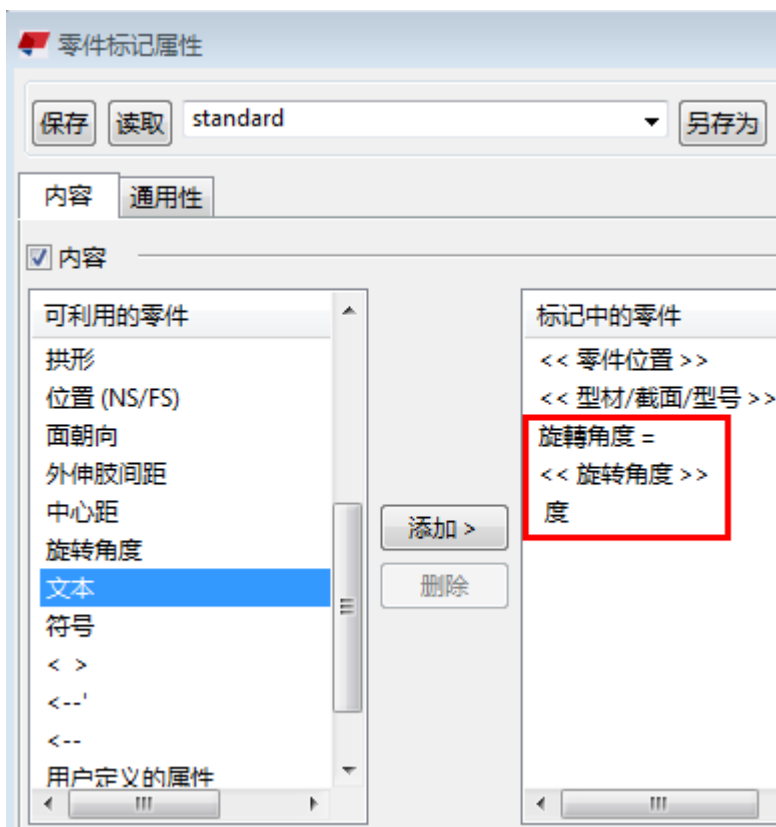 零件标记属性
保存 读取 standard 另存为
内容 通用性
内容
可利用的零件
拱形
位置 (NS/FS)
面朝向
外伸肢间距
中心距
旋转角度
文本
符号
< >
<--'
<--
用户定义的属性
添加 >
删除
标记中的零件
<< 零件位置 >>
<< 型材/截面/型号 >>
旋轉角度 =
<< 旋转角度 >>
度